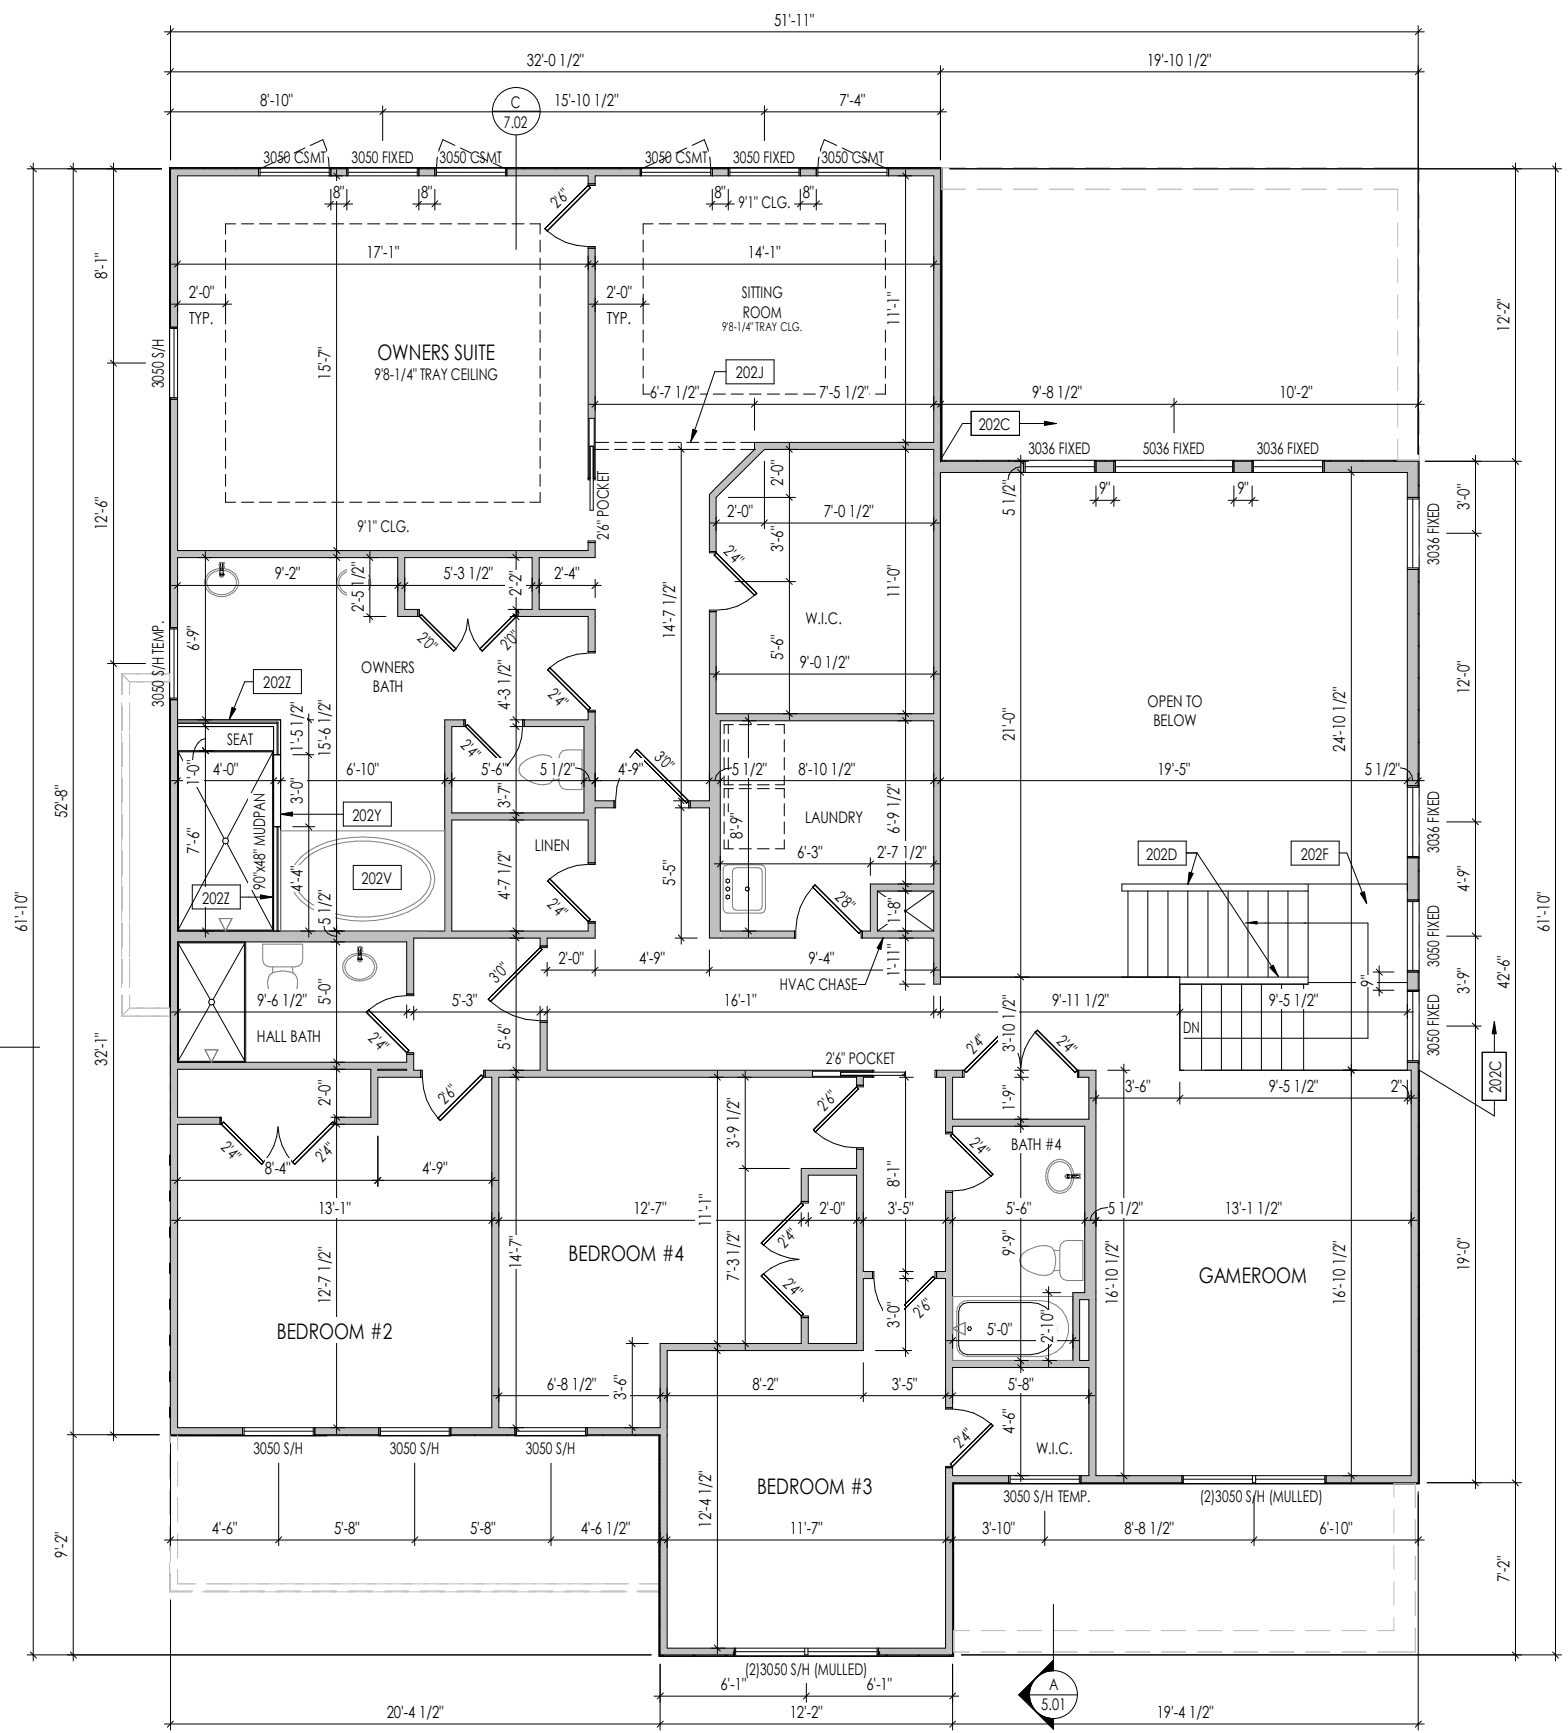 51'-11"
32'-0 1/2"
19'-10 1/2"
8'-10"
15'-10 1/2"
7'-4"
C
7.02
3050 CSMT
3050 FIXED
3050 CSMT
3050 CSMT
3050 FIXED
3050 CSMT
8"
8"
8"
8"
9'1" CLG.
2'6"
17'-1"
14'-1"
8'-1"
2'-0"
TYP.
2'-0"
TYP.
SITTING
ROOM
9'8-1/4" TRAY CLG.
11'-1"
12'-2"
3050 S/H
15'-7"
OWNERS SUITE
9'8-1/4" TRAY CEILING
202J
6'-7 1/2"
7'-5 1/2"
9'-8 1/2"
10'-2"
202C
3036 FIXED
5036 FIXED
3036 FIXED
12'-6"
2'6" POCKET
2'-0"
5 1/2"
9"
9"
3'-0"
3036 FIXED
9'1" CLG.
2'-0"
7'-0 1/2"
3'-6"
2'4"
9'-2"
2'-5 1/2"
5'-3 1/2"
2'-2"
2'-4"
11'-0"
14'-7 1/2"
W.I.C.
6'-9"
2'0"
2'0"
3050 S/H TEMP.
OWNERS
BATH
5'-6"
9'-0 1/2"
12'-0"
202Z
4'-3 1/2"
2'4"
OPEN TO
BELOW
1'-5 1/2"
15'-6 1/2"
21'-0"
24'-10 1/2"
SEAT
2'4"
3'0"
1'-0"
4'-0"
6'-10"
5'-6"
5 1/2"
4'-9"
5 1/2"
8'-10 1/2"
19'-5"
5 1/2"
52'-8"
3'-0"
3'-7"
202Y
90"x48" MUDPAN
7'-6"
8'-9"
LAUNDRY
6'-9 1/2"
3036 FIXED
LINEN
6'-3"
2'-7 1/2"
202D
202F
4'-4"
202V
4'-7 1/2"
5'-5"
4'-9"
202Z
5 1/2"
2'4"
2'8"
1'-8"
61'-10"
61'-10"
3050 FIXED
2'-0"
4'-9"
9'-4"
1'-11"
3'0"
HVAC CHASE
9"
3'-9"
42'-6"
9'-6 1/2"
5'-0"
5'-3"
16'-1"
3'-10 1/2"
9'-11 1/2"
9'-5 1/2"
3050 FIXED
HALL BATH
2'4"
5'-6"
DN
32'-1"
2'6" POCKET
2'4"
2'4"
202C
2'-0"
2'6"
2'6"
1'-9"
3'-6"
9'-5 1/2"
2"
3'-9 1/2"
2'4"
2'4"
8'-4"
4'-9"
2'4"
BATH #4
8'-1"
13'-1"
12'-7"
11'-1"
2'-0"
3'-5"
5'-6"
5 1/2"
13'-1 1/2"
2'4"
14'-7"
BEDROOM #4
7'-3 1/2"
9'-9"
19'-0"
12'-7 1/2"
2'4"
16'-10 1/2"
GAMEROOM
16'-10 1/2"
3'-0"
2'6"
BEDROOM #2
5'-0"
2'-10"
6'-8 1/2"
3'-6"
8'-2"
3'-5"
5'-8"
4'-6"
2'4"
W.I.C.
3050 S/H
3050 S/H
3050 S/H
BEDROOM #3
12'-4 1/2"
3050 S/H TEMP.
(2)3050 S/H (MULLED)
4'-6"
5'-8"
5'-8"
4'-6 1/2"
11'-7"
3'-10"
8'-8 1/2"
6'-10"
9'-2"
7'-2"
(2)3050 S/H (MULLED)
6'-1"
6'-1"
A
5.01
20'-4 1/2"
12'-2"
19'-4 1/2"